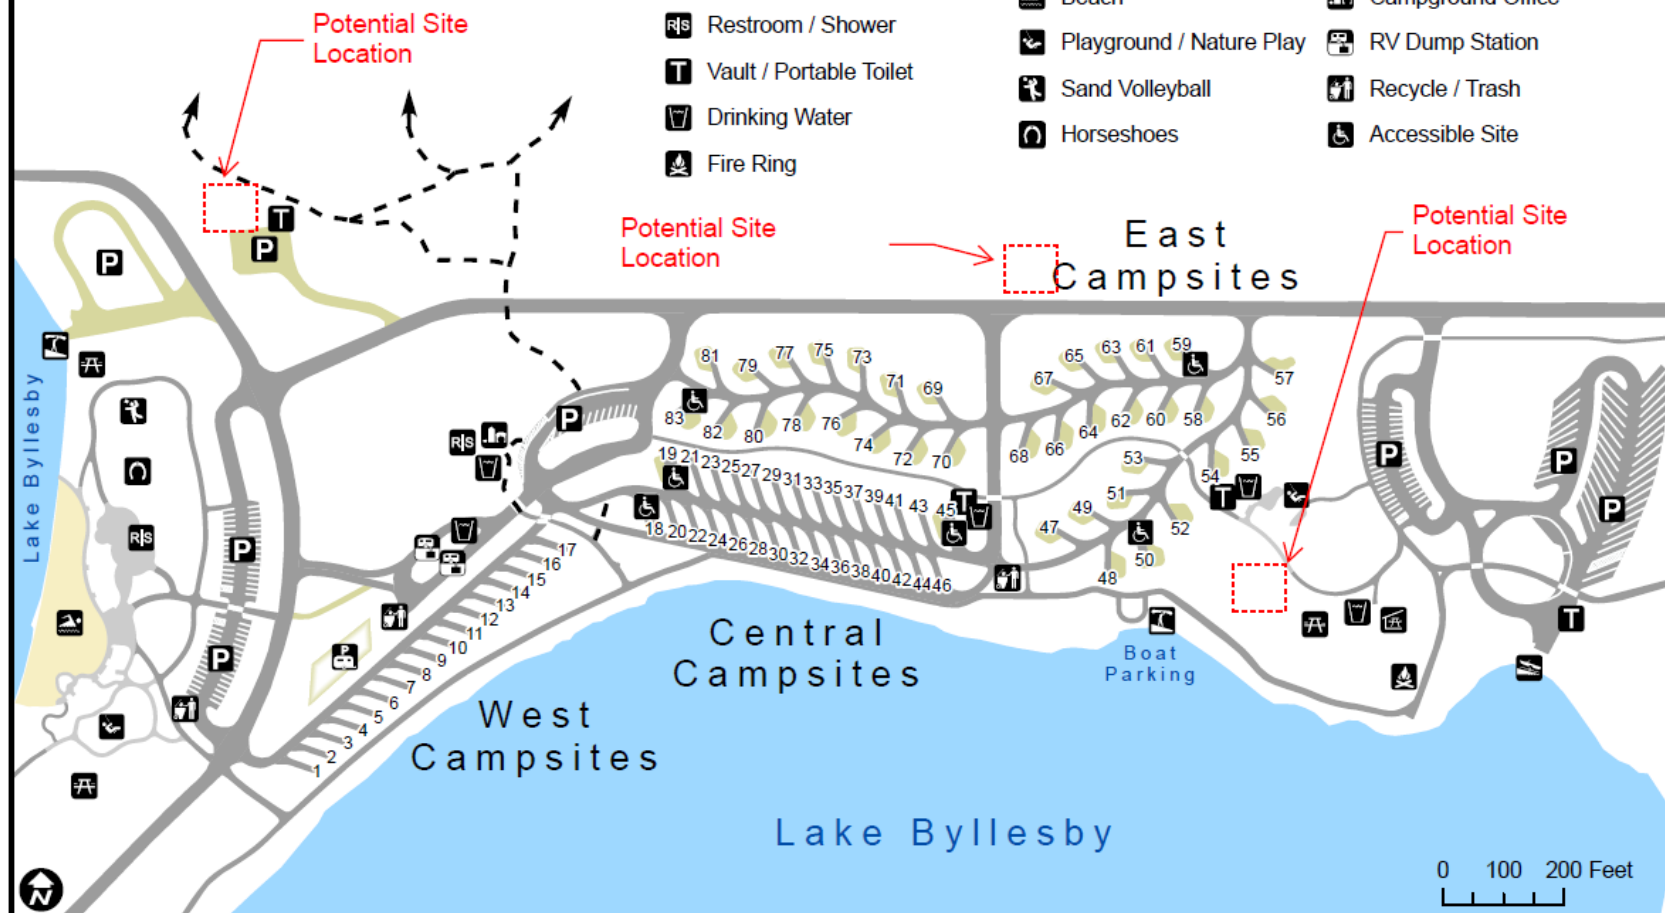 Potential Site
Location
Restroom / Shower
Vault / Portable Toilet
Drinking Water
Fire Ring
Beach
Playground / Nature Play
Sand Volleyball
Horseshoes
Campground Office
RV Dump Station
Recycle / Trash
Accessible Site
R|S
T
T
P
P
Potential Site
Location
East
Campsites
Potential Site
Location
81
79
77
75
73
71
69
83
82
80
78
76
74
72
70
67
65
63
61
59
57
68
66
64
62
60
58
56
55
54
53
51
49
47
52
50
48
19 21 23 25 27 29 31 33 35 37 39 41 43 45
18 20 22 24 26 28 30 32 34 36 38 40 42 44 46
17
16
15
14
13
12
11
10
9
8
7
6
5
4
3
2
1
P
R|S
R|S
P
P
P
T
T
P
P
P
T
Lake Byllesby
Central
Campsites
West
Campsites
Boat
Parking
Lake Byllesby
N
0 100 200 Feet